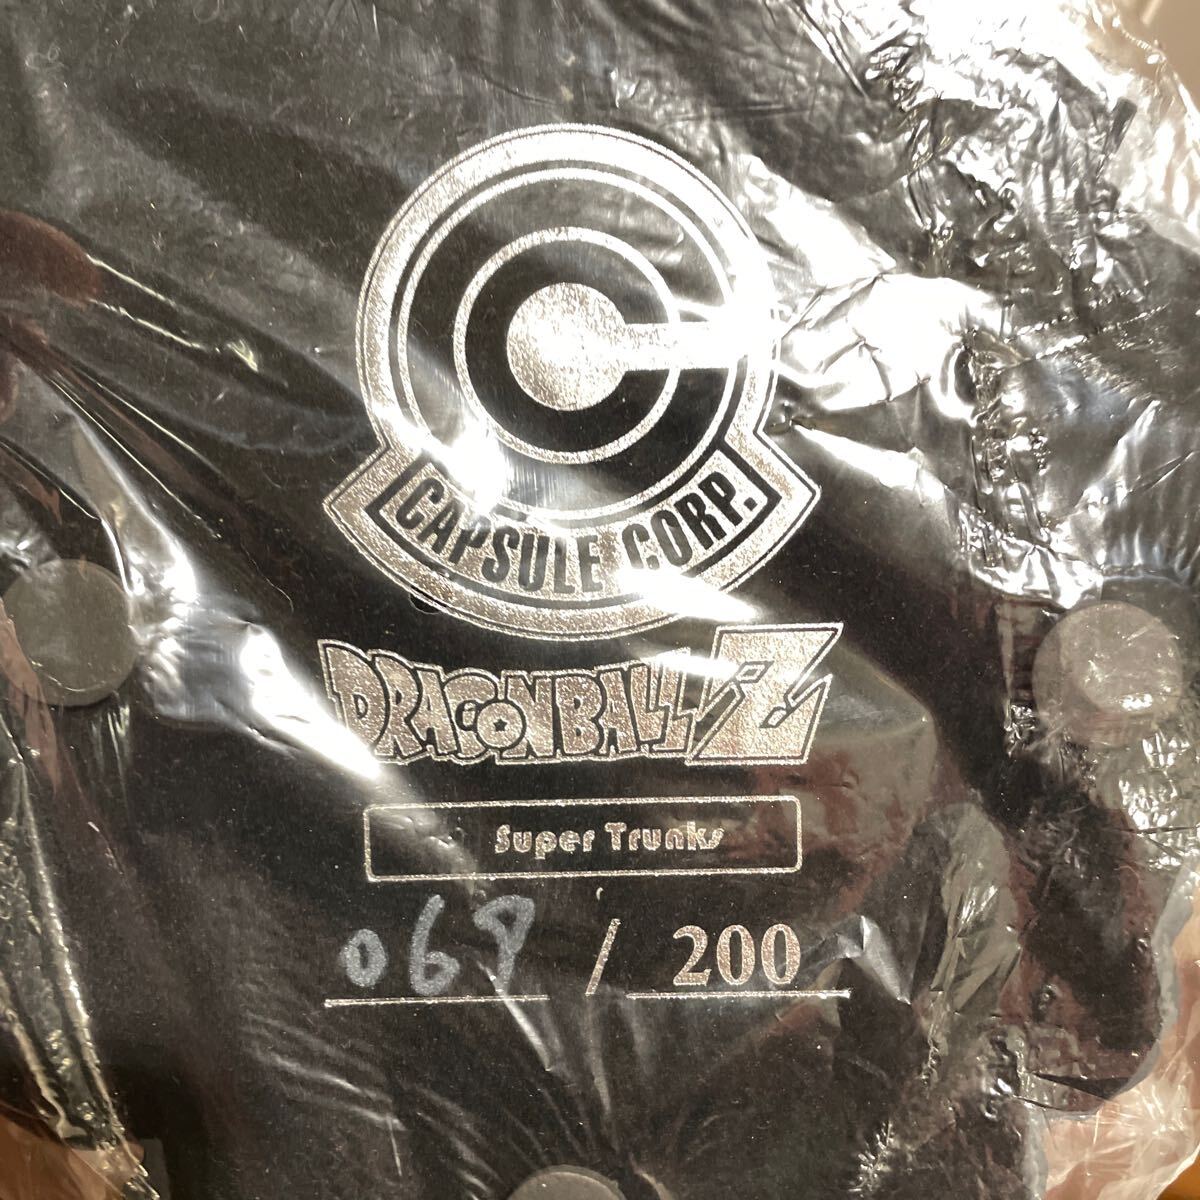 CAPSULE CORP.
DRAGONBALL Z
Super Trunks
069 / 200